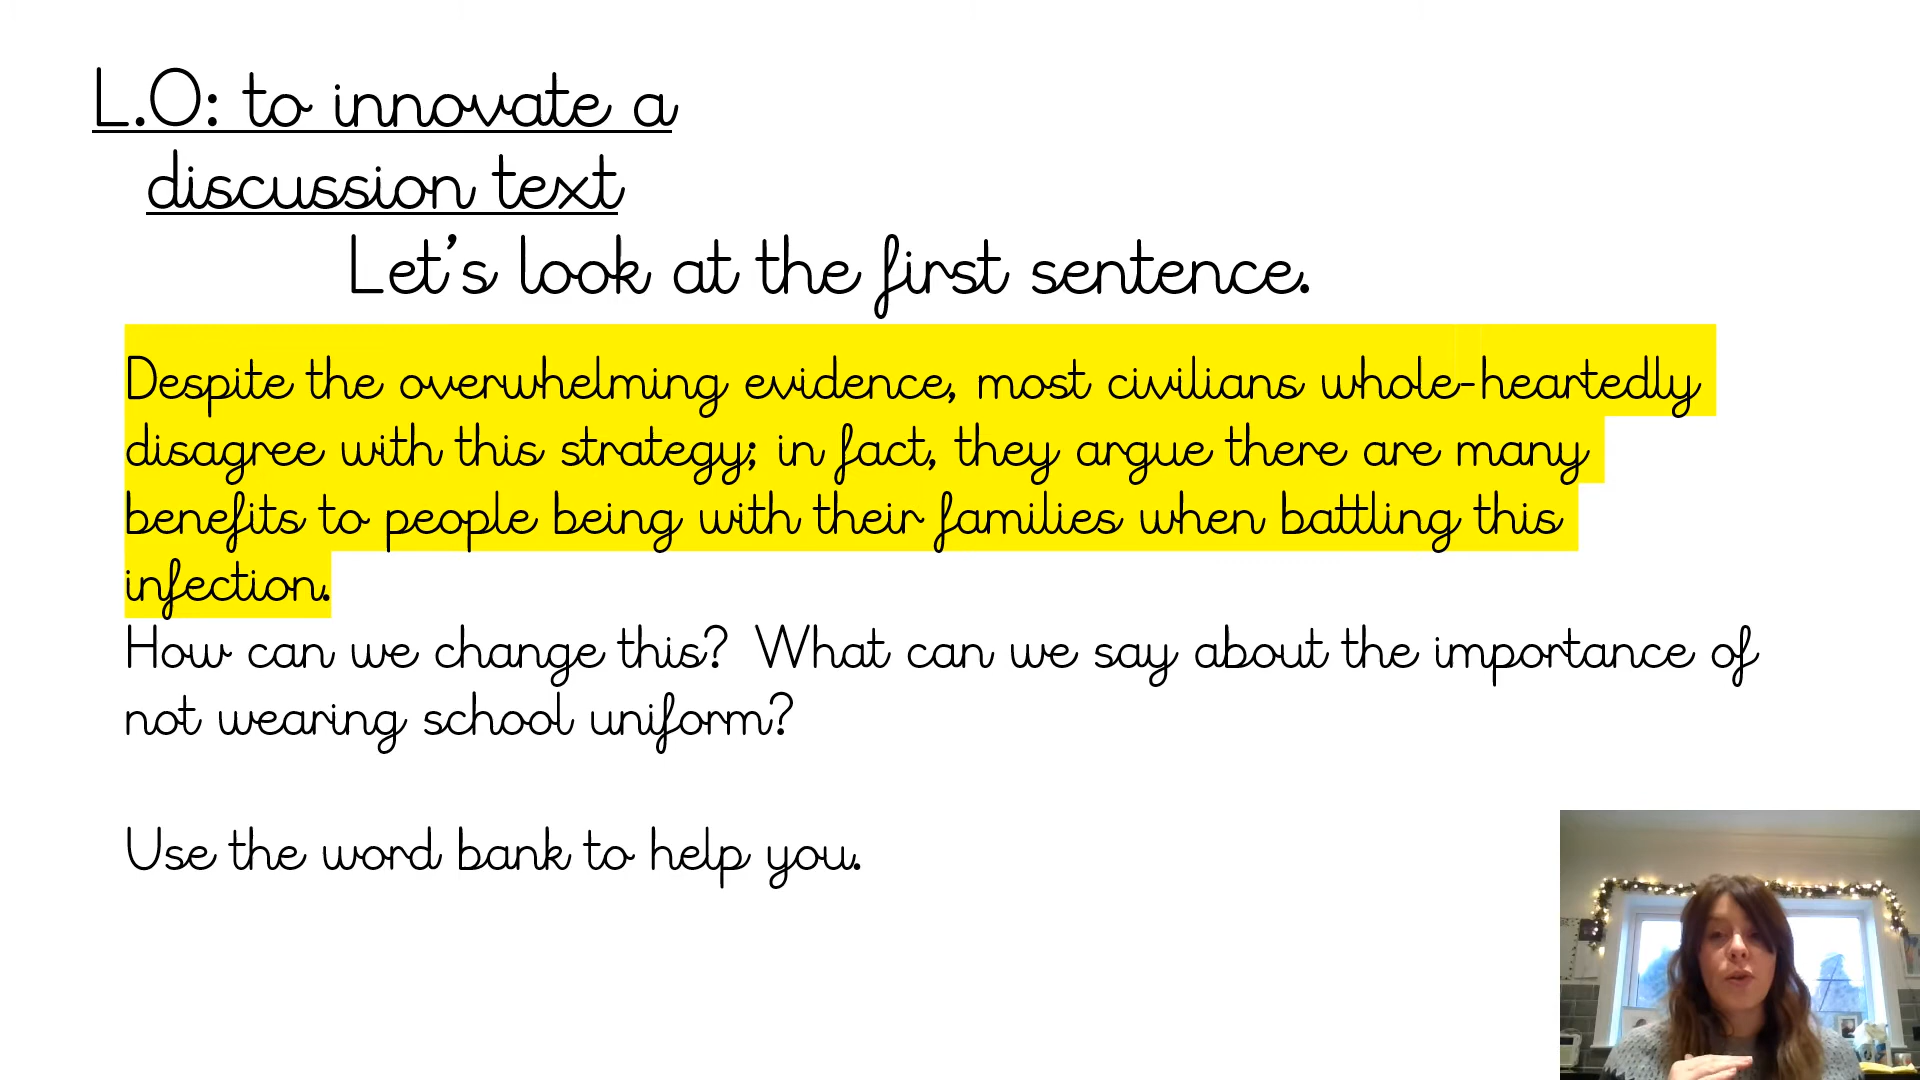 L.O: to innovate a
discussion text
Let's look at the first sentence.
Despite the overwhelming evidence, most civilians whole-heartedly
disagree with this strategy; in fact, they argue there are many
benefits to people being with their families when battling this
infection.
How can we change this? What can we say about the importance of
not wearing school uniform?
Use the word bank to help you.